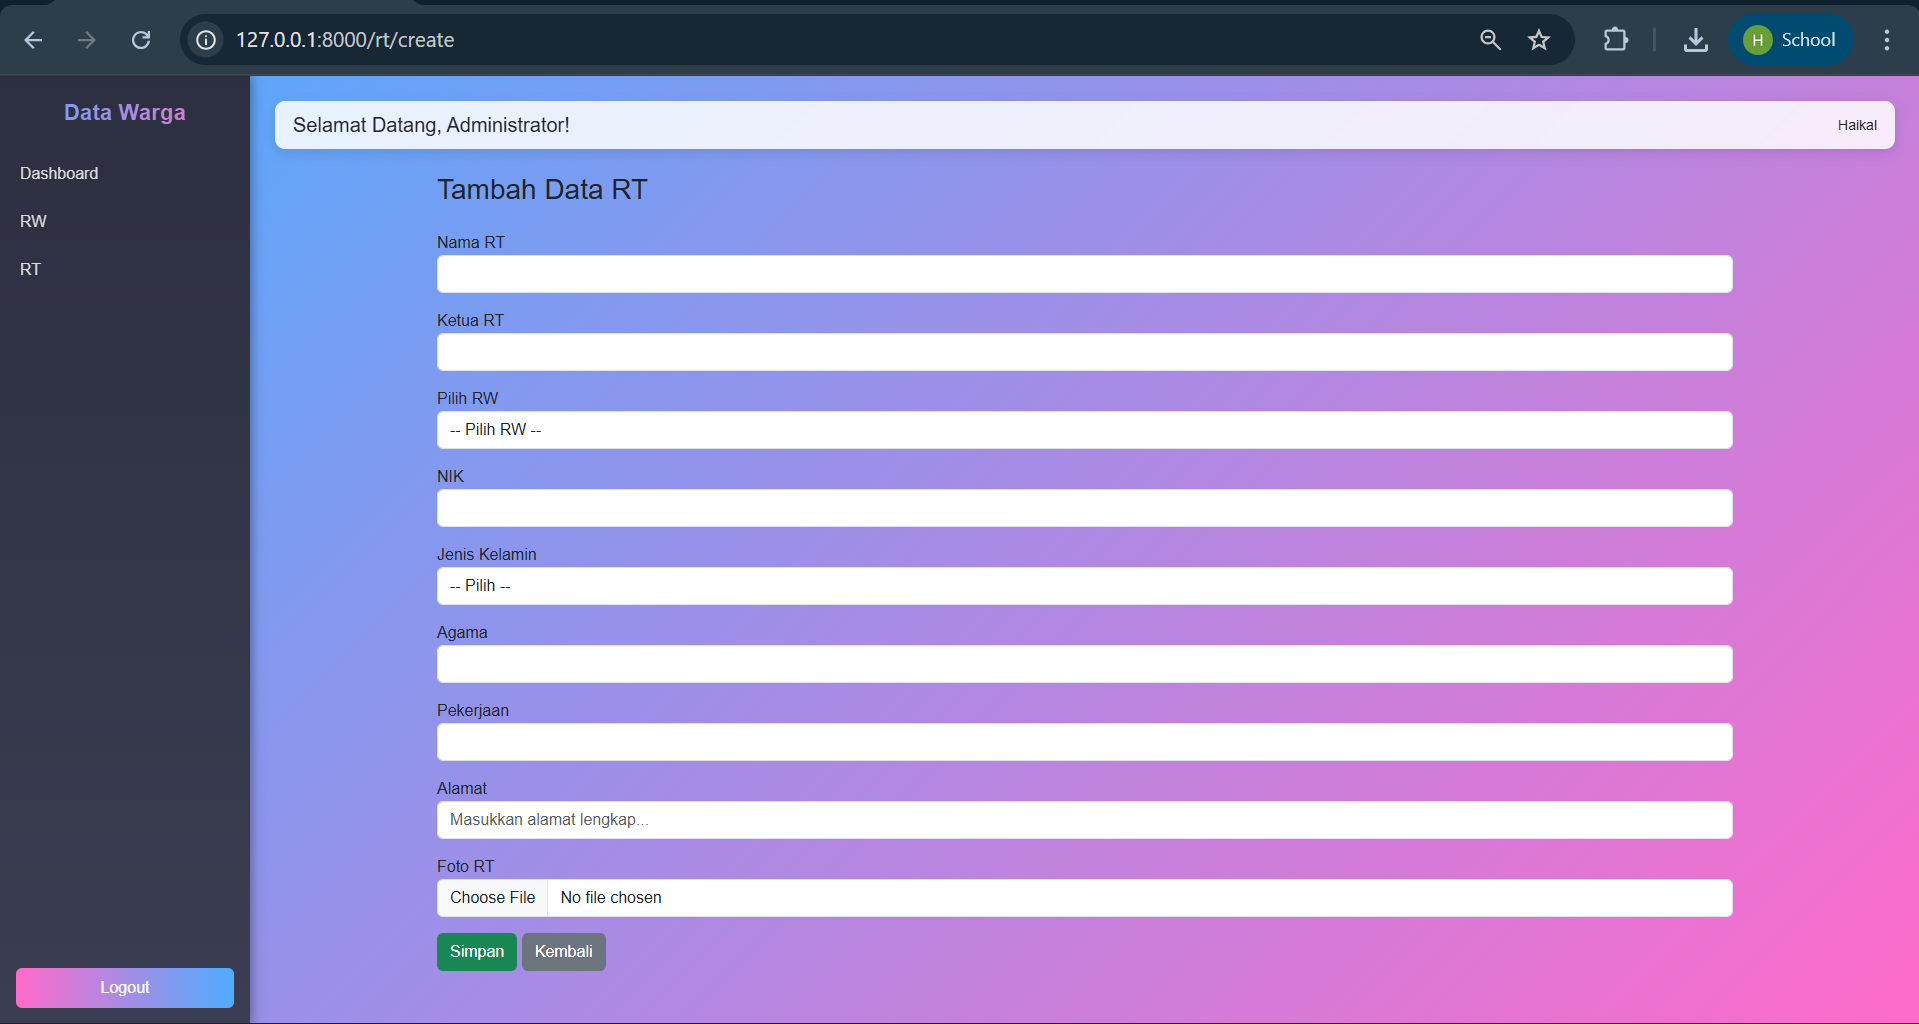 127.0.0.1:8000/rt/create
H School
Data Warga
Dashboard
RW
RT
Logout
Selamat Datang, Administrator!
Haikal
Tambah Data RT
Nama RT
Ketua RT
Pilih RW
-- Pilih RW --
NIK
Jenis Kelamin
-- Pilih --
Agama
Pekerjaan
Alamat
Masukkan alamat lengkap...
Foto RT
Choose File No file chosen
Simpan Kembali